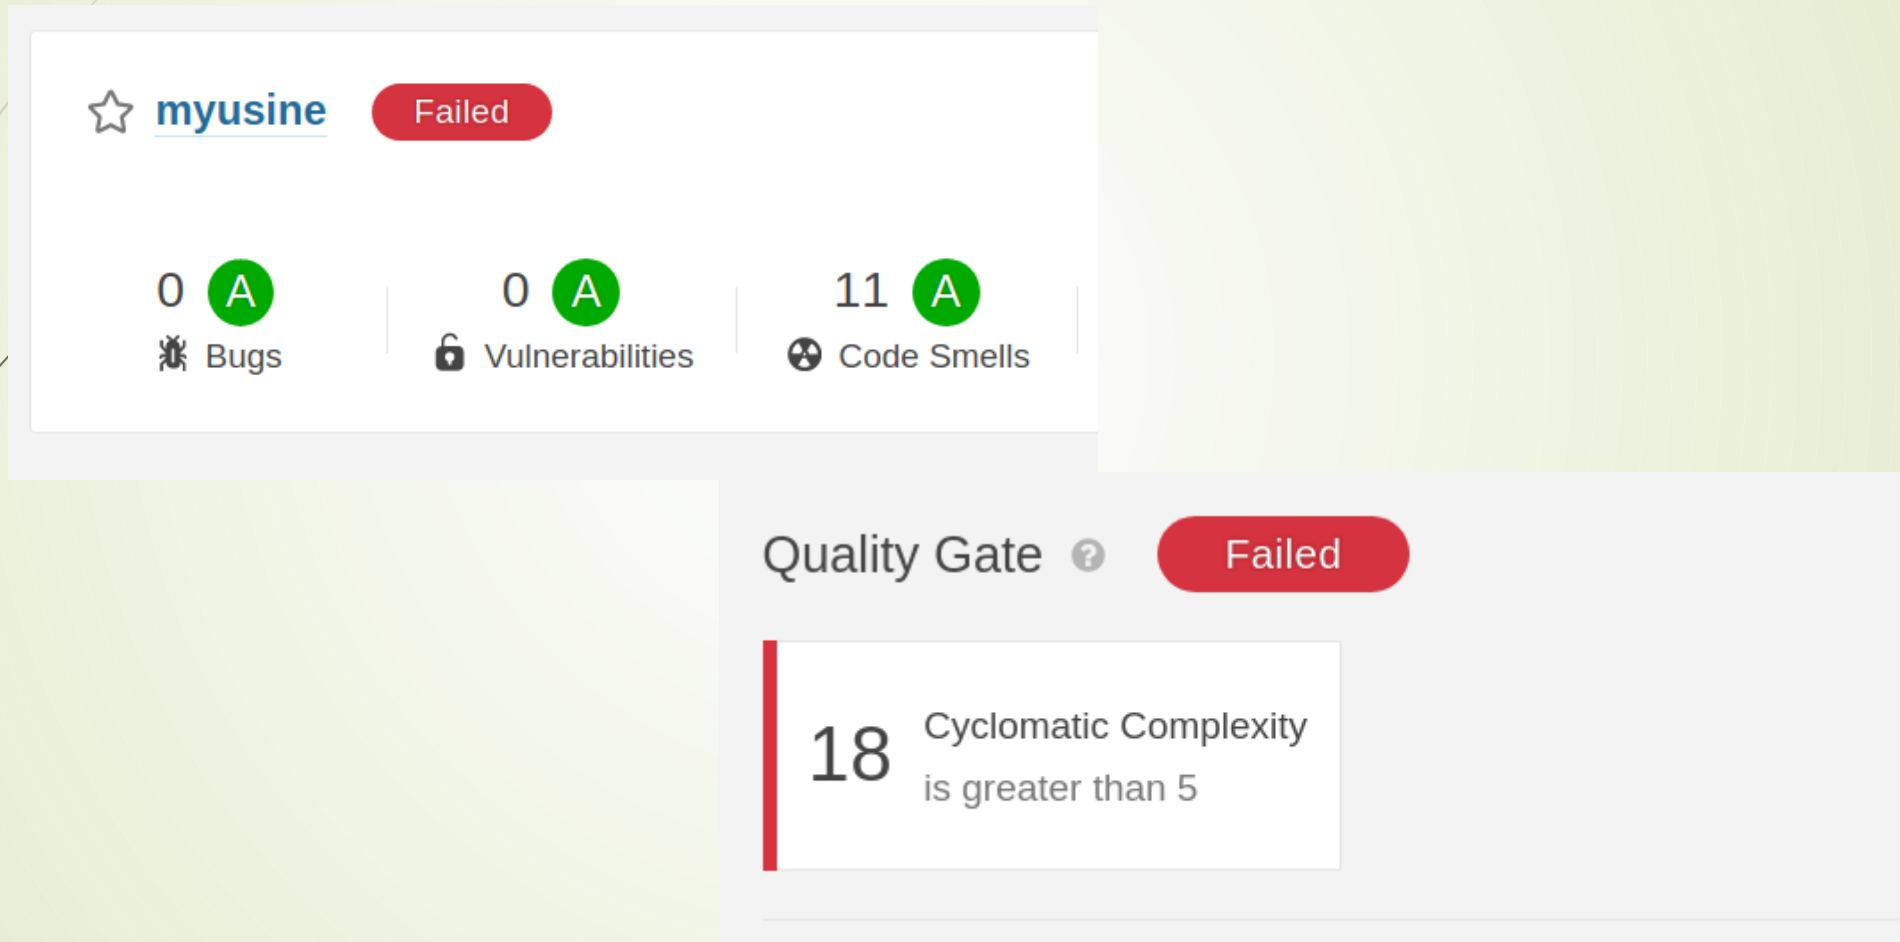 myusine Failed
0 A 0 A 11 A
Bugs Vulnerabilities Code Smells
Quality Gate ? Failed
18 Cyclomatic Complexity
is greater than 5